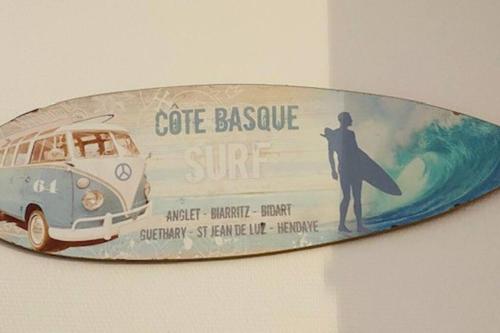 CÔTE BASQUE
SURF
64
ANGLET - BIARRITZ - BIDART
GUETHARY - ST JEAN DE LUZ - HENDAYE